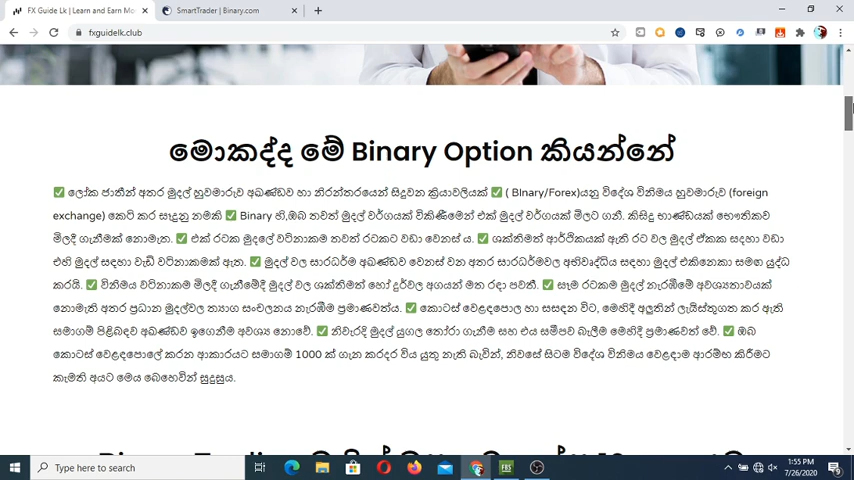 FX Guide Lk | Learn and Earn Mo
SmartTrader | Binary.com
fxguidelk.club
මොකද්ද මේ Binary Option කියන්නේ
✅ ලෝක ජාතීන් අතර මුදල් හුවමාරුව අඛණ්ඩව හා නිරන්තරයෙන් සිදුවන ක්‍රියාවලියක් ✅ ( BInary/Forex)යනු විදේශ විනිමය හුවමාරුව (foreign
exchange) කෙටි කර සෑදුනු නමකි ✅ Binary හි,ඔබ තවත් මුදල් වර්ගයක් විකිණීමෙන් එක් මුදල් වර්ගයක් මිලට ගනී. කිසිදු භාණ්ඩයක් භෞතිකව
මිලදී ගැනීමක් නොමැත. ✅ එක් රටක මුදලේ වටිනාකම තවත් රටකට වඩා වෙනස් ය. ✅ ශක්තිමත් ආර්ථිකයක් ඇති රට වල මුදල් ඒකක සදහා වඩා
එහි මුදල් සඳහා වැඩි වටිනාකමක් ඇත. ✅ මුදල් වල සාරධර්ම අඛණ්ඩව වෙනස් වන අතර සාරධර්මවල අභිවෘද්ධිය සඳහා මුදල් එකිනෙකා සමඟ යුද්ධ
කරයි. ✅ විනිමය වටිනාකම මිලදී ගැනීමේදී මුදල් වල ශක්තිමත් හෝ දුර්වල අගයන් මත රඳා පවතී. ✅ සෑම රටකම මුදල් නැරඹීමේ අවශ්‍යතාවයක්
නොමැති අතර ප්‍රධාන මුදල්වල ත්‍යාග සංචලනය නැරඹීම ප්‍රමාණවත්ය. ✅ කොටස් වෙළඳපොල හා සසඳන විට, මෙහිදී අලුතින් ලැයිස්තුගත කර ඇති
සමාගම් පිළිබඳව අඛණ්ඩව ඉගෙනීම අවශ්‍ය නොවේ. ✅ නිවැරදි මුදල් යුගල තෝරා ගැනීම සහ එය සමීපව බැලීම මෙහිදී ප්‍රමාණවත් වේ. ✅ ඔබ
කොටස් වෙළඳපොලේ කරන ආකාරයට සමාගම් 1000 ක් ගැන කරදර විය යුතු නැති බැවින්, නිවසේ සිටම විදේශ විනිමය වෙළඳාම ආරම්භ කිරීමට
කැමති අයට මෙය බෙහෙවින් සුදුසුය.
Type here to search
FBS
1:55 PM
7/26/2020